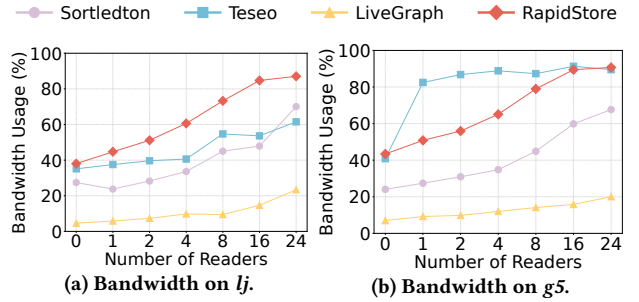 Sortledton Teseo LiveGraph RapidStore
Bandwidth Usage (%)
100
80
60
40
20
0
0 1 2 4 8 16 24
Number of Readers
(a) Bandwidth on lj.
Bandwidth Usage (%)
100
80
60
40
20
0
0 1 2 4 8 16 24
Number of Readers
(b) Bandwidth on g5.